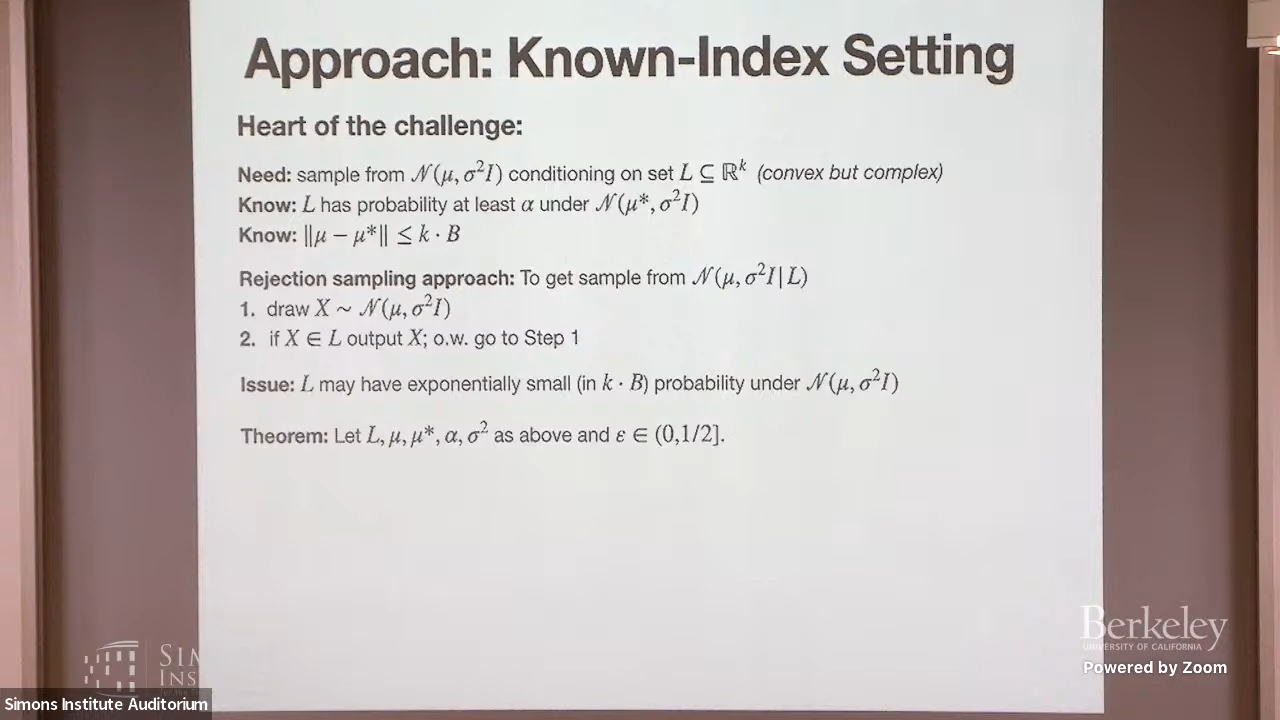 Approach: Known-Index Setting
Heart of the challenge:
Need: sample from 𝒩(μ, σ²I) conditioning on set L ⊆ ℝᵏ (convex but complex)
Know: L has probability at least α under 𝒩(μ*, σ²I)
Know: ‖μ − μ*‖ ≤ k · B
Rejection sampling approach: To get sample from 𝒩(μ, σ²I | L)
1. draw X ~ 𝒩(μ, σ²I)
2. if X ∈ L output X; o.w. go to Step 1
Issue: L may have exponentially small (in k · B) probability under 𝒩(μ, σ²I)
Theorem: Let L, μ, μ*, α, σ² as above and ε ∈ (0,1/2].
Berkeley
UNIVERSITY OF CALIFORNIA
Powered by Zoom
Simons Institute Auditorium